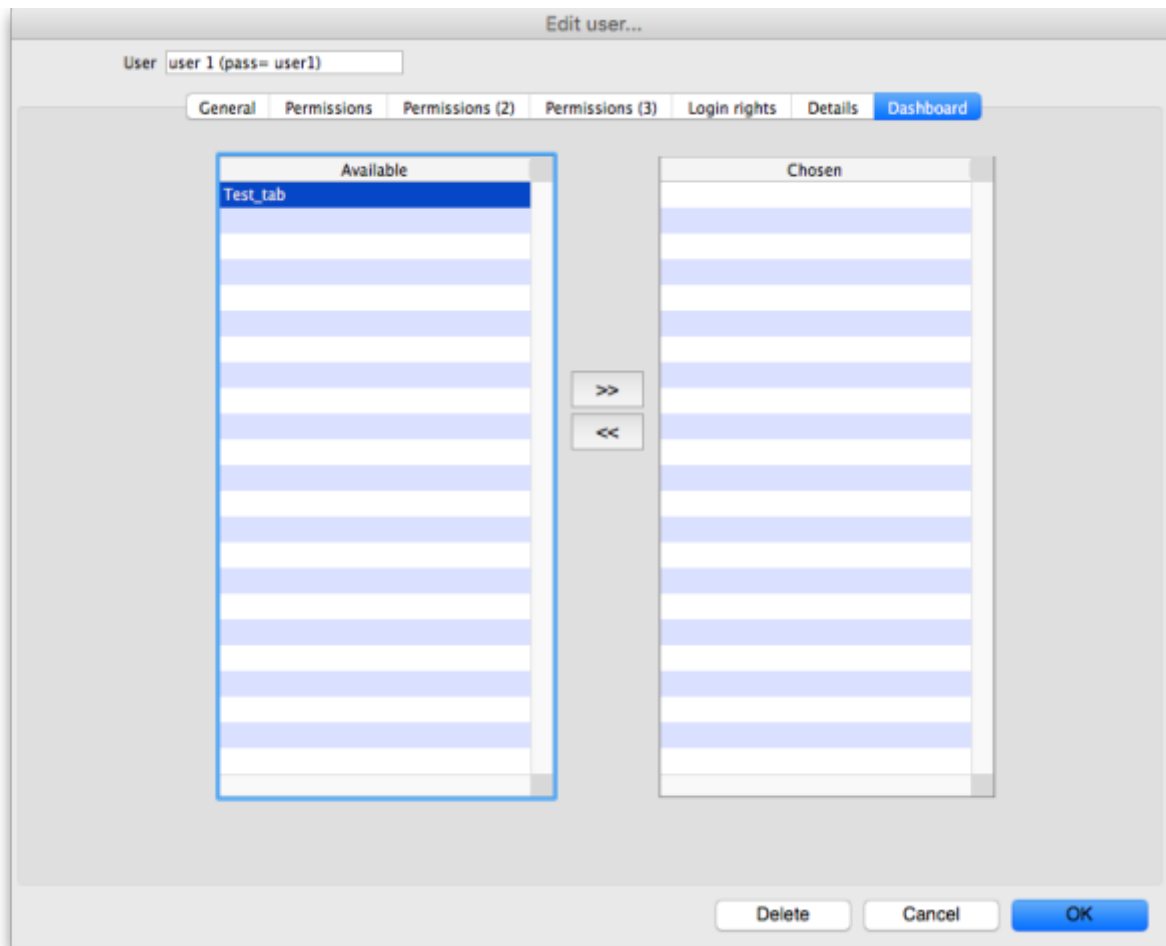 Edit user...
User user 1 (pass= user1)
General Permissions Permissions (2) Permissions (3) Login rights Details Dashboard
Available Chosen
Test_tab
>>
<<
Delete Cancel OK